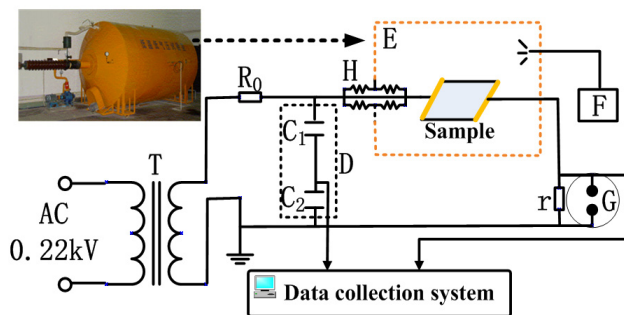 E
H
R0
F
Sample
C1
D
T
C2
r
G
AC
0.22kV
Data collection system